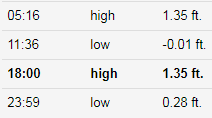 05:16 high 1.35 ft.
11:36 low -0.01 ft.
18:00 high 1.35 ft.
23:59 low 0.28 ft.